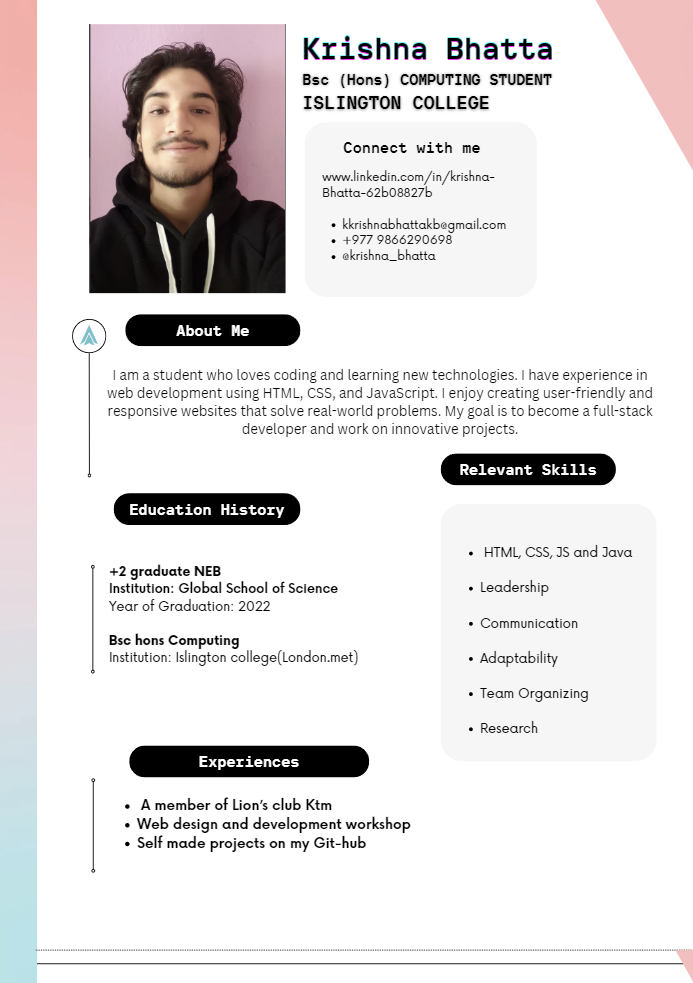 Krishna Bhatta
Bsc (Hons) COMPUTING STUDENT
ISLINGTON COLLEGE
Connect with me
www.linkedin.com/in/krishna-
Bhatta-62b08827b
• kkrishnabhattakb@gmail.com
• +977 9866290698
• @krishna_bhatta
About Me
I am a student who loves coding and learning new technologies. I have experience in
web development using HTML, CSS, and JavaScript. I enjoy creating user-friendly and
responsive websites that solve real-world problems. My goal is to become a full-stack
developer and work on innovative projects.
Education History
+2 graduate NEB
Institution: Global School of Science
Year of Graduation: 2022
Bsc hons Computing
Institution: Islington college(London.met)
Relevant Skills
• HTML, CSS, JS and Java
• Leadership
• Communication
• Adaptability
• Team Organizing
• Research
Experiences
• A member of Lion's club Ktm
• Web design and development workshop
• Self made projects on my Git-hub